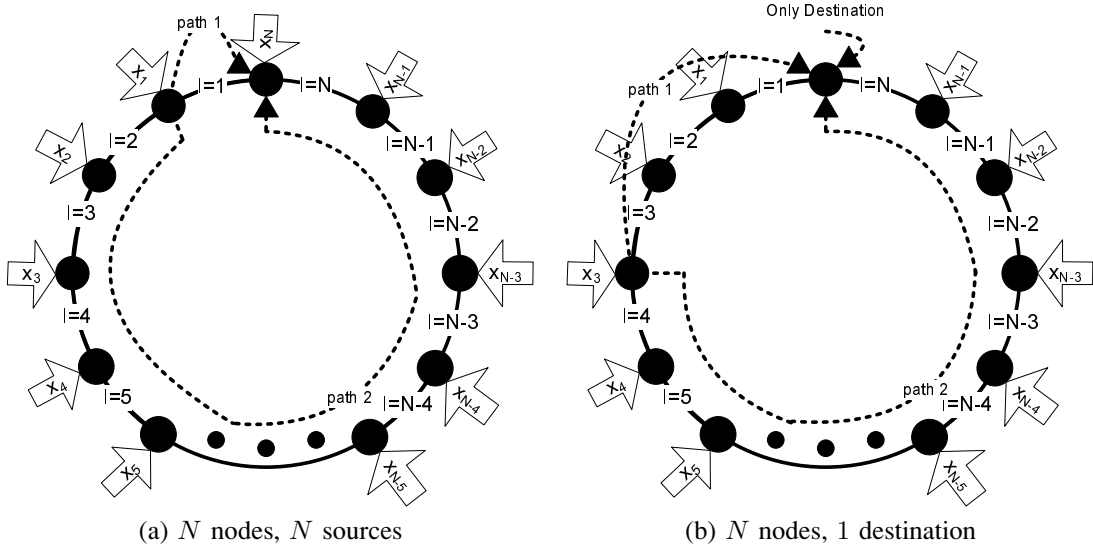 path 1
x_N
x_1
l=1
l=N
x_{N-1}
l=2
l=N-1
x_2
x_{N-2}
l=3
l=N-2
x_3
x_{N-3}
l=4
l=N-3
x_4
l=5
path 2
l=N-4
x_{N-4}
x_5
x_{N-5}
(a) N nodes, N sources
Only Destination
path 1
x_1
l=1
l=N
x_{N-1}
l=2
l=N-1
x_{N-2}
l=3
l=N-2
x_3
x_{N-3}
l=4
l=N-3
x_4
l=5
path 2
l=N-4
x_{N-4}
x_5
x_{N-5}
(b) N nodes, 1 destination